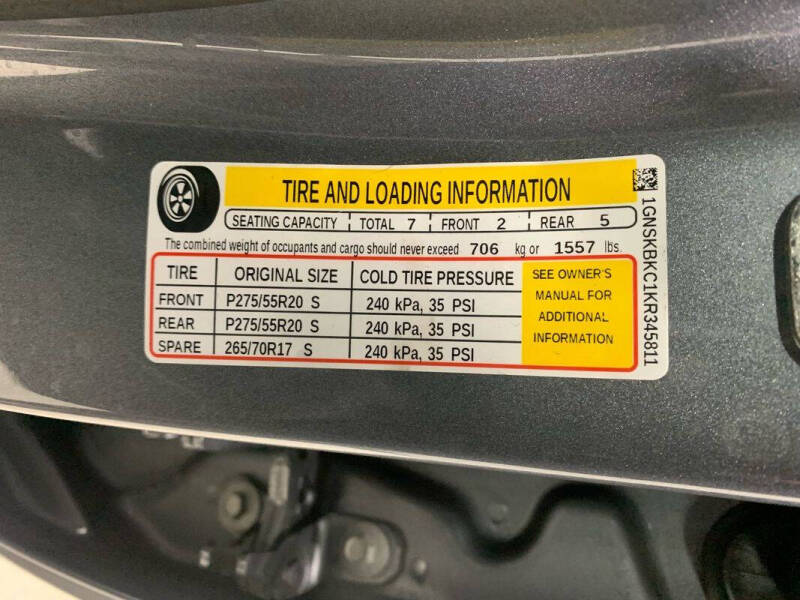 TIRE AND LOADING INFORMATION
SEATING CAPACITY TOTAL 7 FRONT 2 REAR 5
The combined weight of occupants and cargo should never exceed 706 kg or 1557 lbs.
TIRE ORIGINAL SIZE COLD TIRE PRESSURE
FRONT P275/55R20 S 240 kPa, 35 PSI
REAR P275/55R20 S 240 kPa, 35 PSI
SPARE 265/70R17 S 240 kPa, 35 PSI
SEE OWNER'S
MANUAL FOR
ADDITIONAL
INFORMATION
1GNSKBKC1KR345811